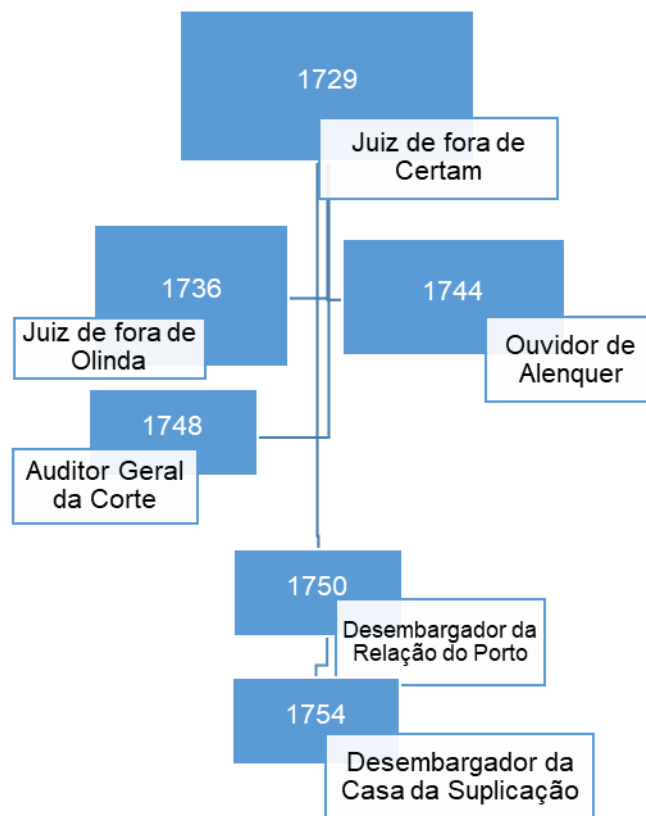 1729
Juiz de fora de
Certam
1736
Juiz de fora de
Olinda
1744
Ouvidor de
Alenquer
1748
Auditor Geral
da Corte
1750
Desembargador da
Relação do Porto
1754
Desembargador da
Casa da Suplicação